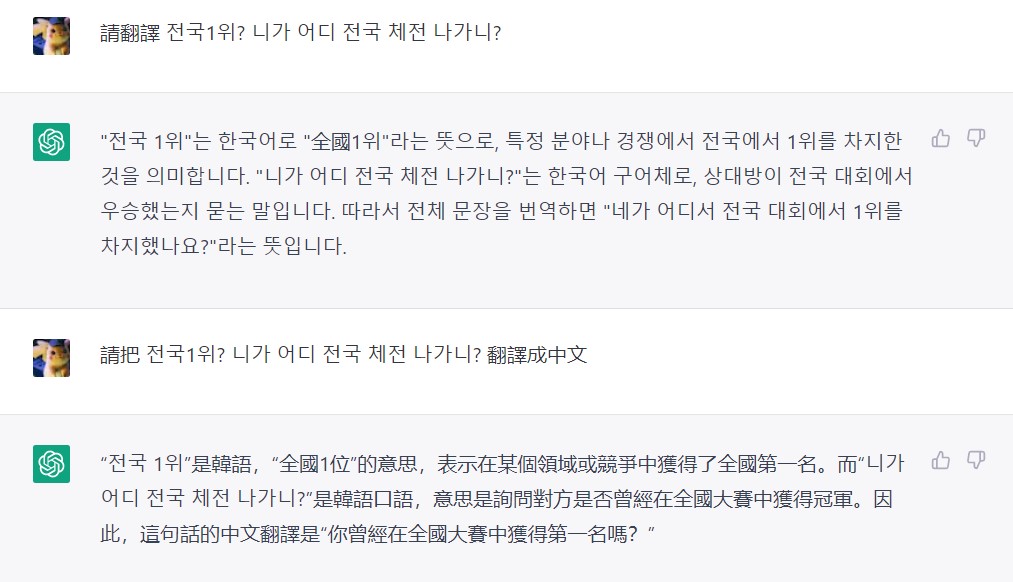 請翻譯 전국1위? 니가 어디 전국 체전 나가니?
"전국 1위"는 한국어로 "全國1위"라는 뜻으로, 특정 분야나 경쟁에서 전국에서 1위를 차지한
것을 의미합니다. "니가 어디 전국 체전 나가니?"는 한국어 구어체로, 상대방이 전국 대회에서
우승했는지 묻는 말입니다. 따라서 전체 문장을 번역하면 "네가 어디서 전국 대회에서 1위를
차지했나요?"라는 뜻입니다.
請把 전국1위? 니가 어디 전국 체전 나가니? 翻譯成中文
“전국 1위”是韓語，“全國1位”的意思，表示在某個領域或競爭中獲得了全國第一名。而“니가
어디 전국 체전 나가니?”是韓語口語，意思是詢問對方是否曾經在全國大賽中獲得冠軍。因
此，這句話的中文翻譯是“你曾經在全國大賽中獲得第一名嗎？”